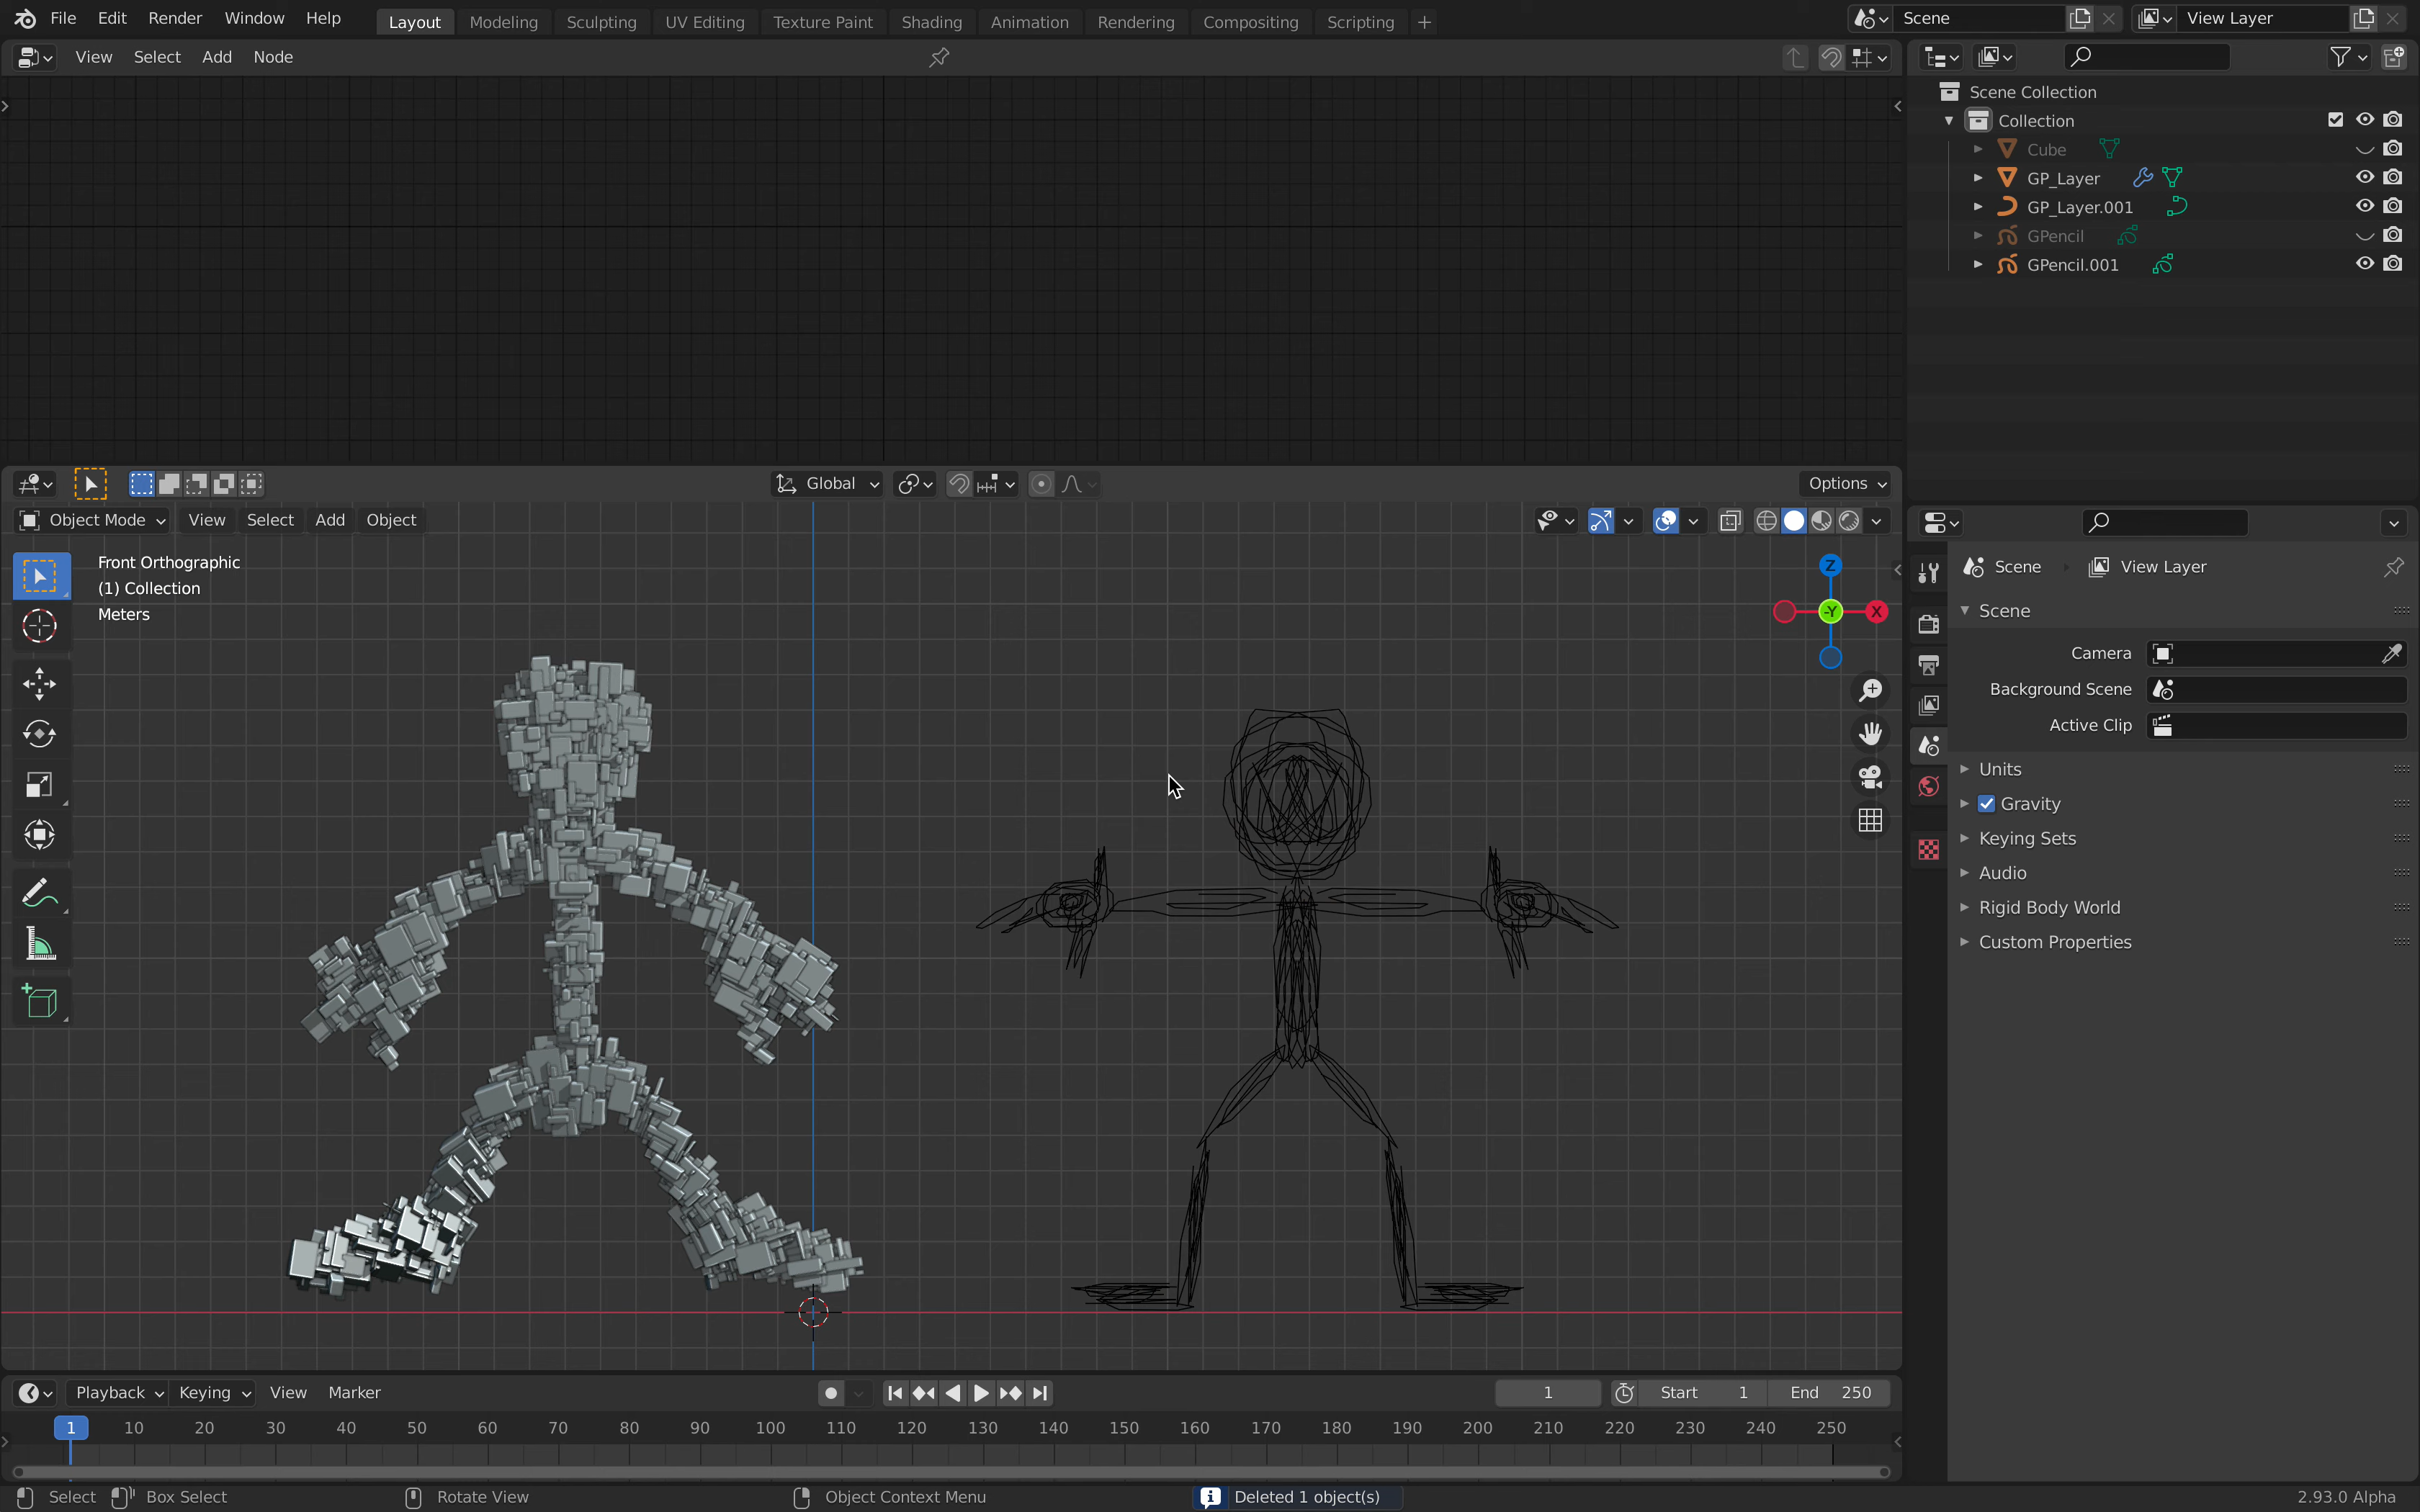 File Edit Render Window Help Layout Modeling Sculpting UV Editing Texture Paint Shading Animation Rendering Compositing Scripting + Scene View Layer
View Select Add Node
Scene Collection
Collection
Cube
GP_Layer
GP_Layer.001
GPencil
GPencil.001
Global Options
Object Mode View Select Add Object
Front Orthographic
(1) Collection
Meters
Z
-Y X
Scene View Layer
Scene
Camera
Background Scene
Active Clip
Units
Gravity
Keying Sets
Audio
Rigid Body World
Custom Properties
Playback Keying View Marker 1 Start 1 End 250
1 10 20 30 40 50 60 70 80 90 100 110 120 130 140 150 160 170 180 190 200 210 220 230 240 250
Select Box Select Rotate View Object Context Menu Deleted 1 object(s) 2.93.0 Alpha